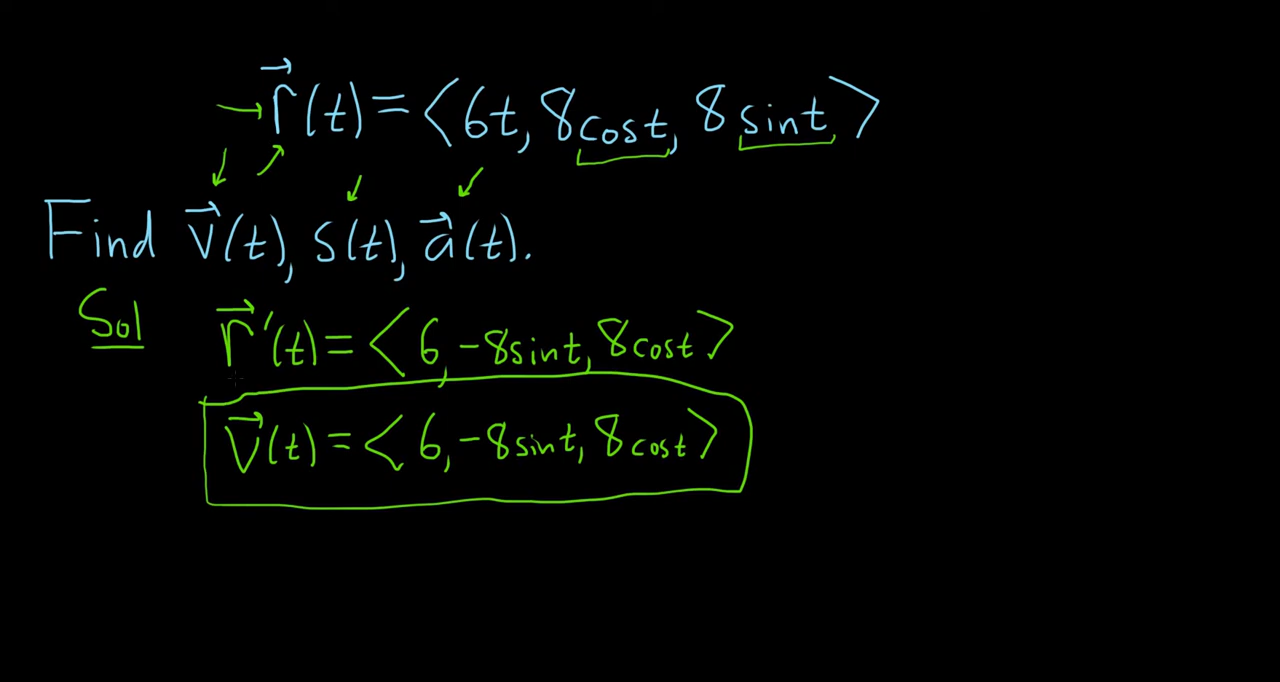 r⃗(t)=<6t, 8cost, 8sint>
Find v⃗(t), s(t), a⃗(t).
Sol r⃗'(t)=<6, -8sint, 8cost>
v⃗(t)=<6, -8sint, 8cost>